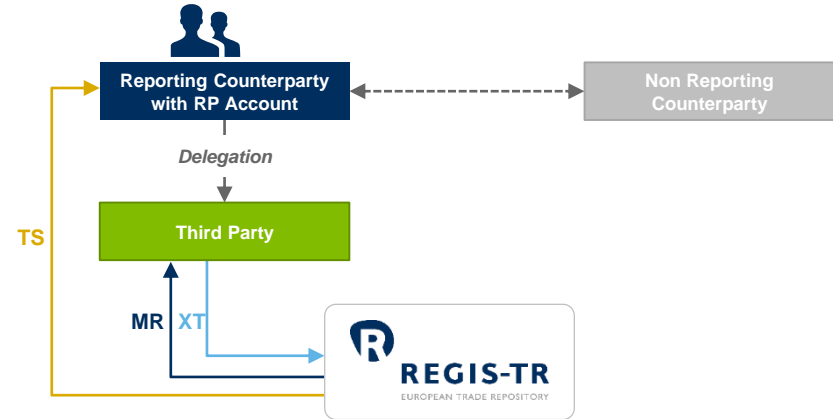 Reporting Counterparty
with RP Account
Non Reporting
Counterparty
Delegation
Third Party
TS
MR
XT
R
REGIS-TR
EUROPEAN TRADE REPOSITORY